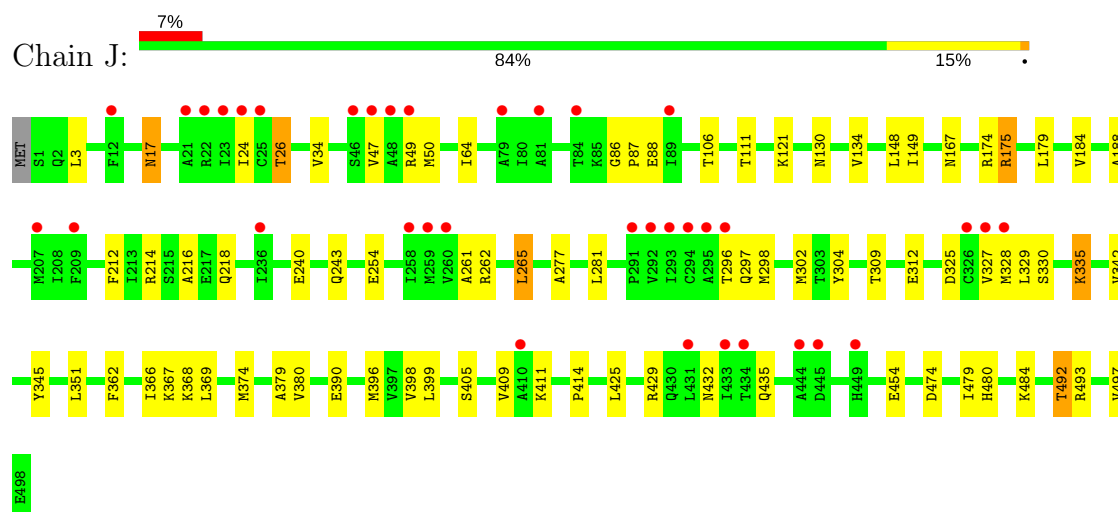 7%
Chain J:
84% 15% •
MET S1 Q2 L3 F12 N17 A21 R22 I23 I24 C25 T26 V34 S46 V47 A48 R49 M50 I64 A79 I80 A81 T84 K85 G86 P87 E88 I89 T106 T111 K121 N130 V134 L148 I149 N167 R174 R175 L179 V184 A188
M207 I208 F209 F212 I213 R214 S215 A216 E217 Q218 I236 E240 Q243 E254 I258 M259 V260 A261 R262 L265 A277 L281 P291 V292 I293 C294 A295 T296 Q297 M298 M302 T303 Y304 T309 E312 D325 C326 V327 M328 L329 S330 K335 V342
Y345 L351 F362 I366 K367 K368 L369 M374 A379 V380 E390 M396 V397 V398 L399 S405 V409 A410 K411 P414 L425 R429 Q430 L431 N432 I433 T434 Q435 A444 D445 H449 E454 D474 I479 H480 K484 T492 R493 V497
E498